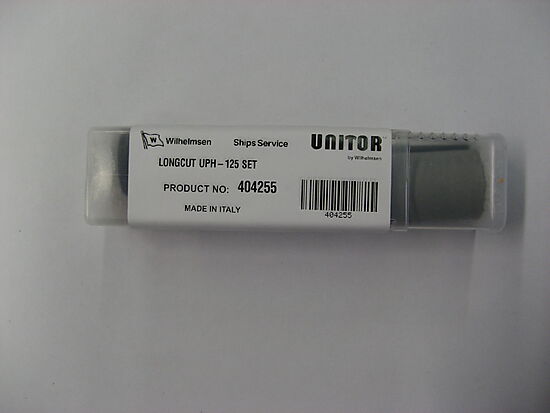 W Wilhelmsen Ships Service UNITOR
by Wilhelmsen
LONGCUT UPH-125 SET
PRODUCT NO: 404255
MADE IN ITALY
404255